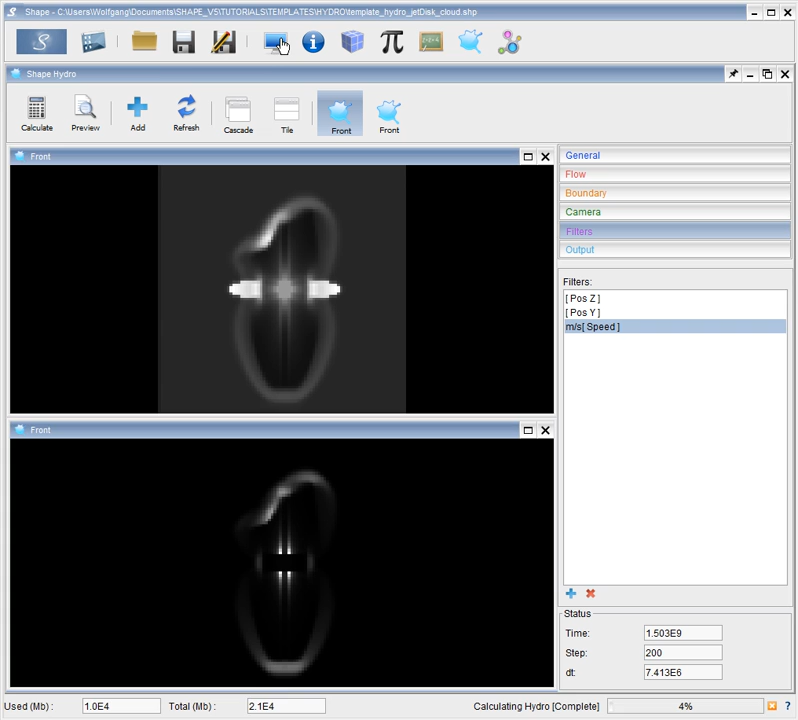 Shape - C:\Users\Wolfgang\Documents\SHAPE_V5\TUTORIALS\TEMPLATES\HYDRO\template_hydro_jetDisk_cloud.shp
S i π
Shape Hydro
Calculate Preview Add Refresh Cascade Tile Front Front
Front
General
Flow
Boundary
Camera
Filters
Output
Filters:
[ Pos Z ]
[ Pos Y ]
m/s[ Speed ]
Front
Status
Time: 1.503E9
Step: 200
dt: 7.413E6
Used (Mb) : 1.0E4 Total (Mb) : 2.1E4 Calculating Hydro [Complete] 4% ?